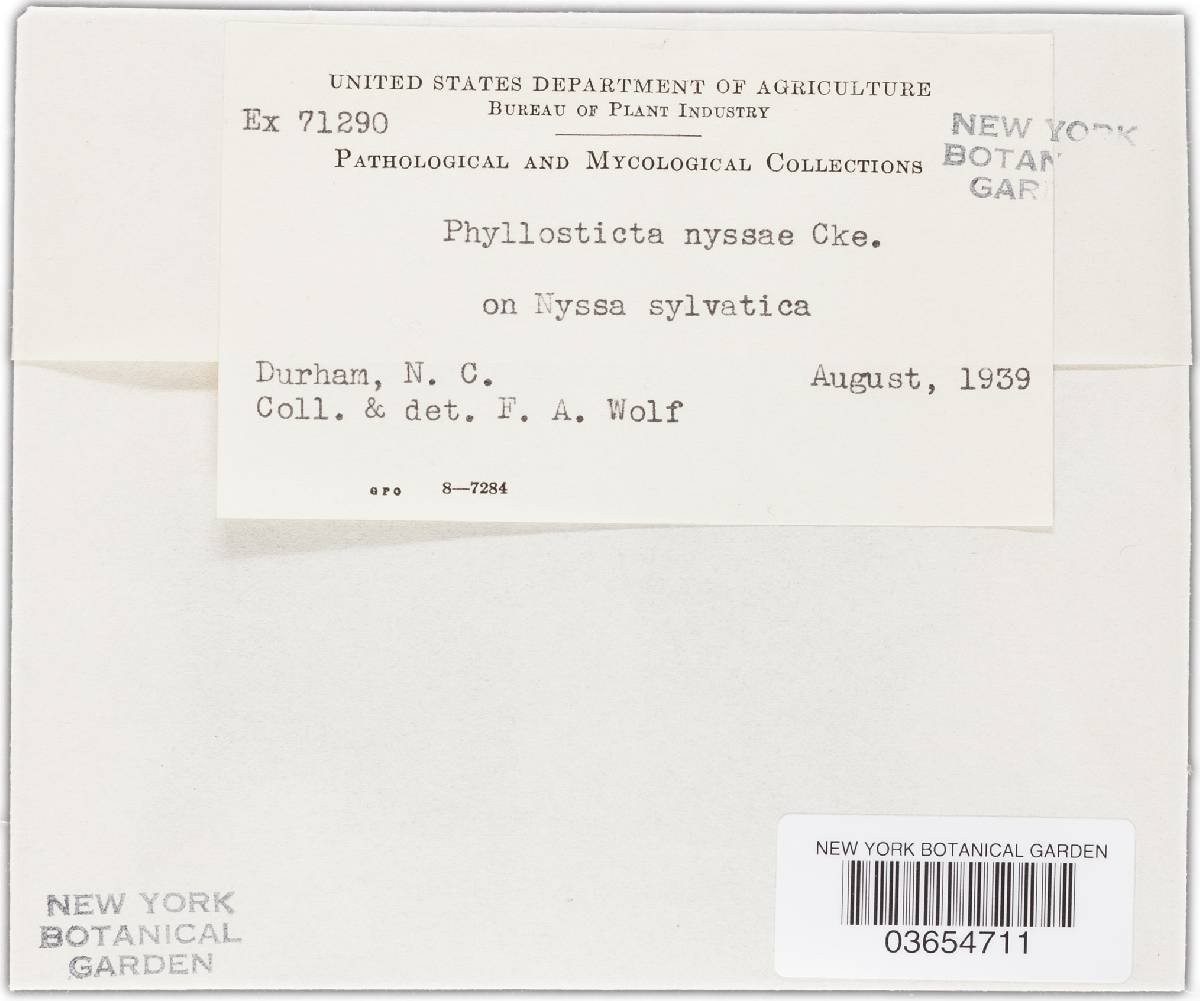 UNITED STATES DEPARTMENT OF AGRICULTURE
BUREAU OF PLANT INDUSTRY
Ex 71290
PATHOLOGICAL AND MYCOLOGICAL COLLECTIONS
NEW YORK
BOTAN
GAR
Phyllosticta nyssae Cke.
on Nyssa sylvatica
Durham, N. C. August, 1939
Coll. & det. F. A. Wolf
GPO 8—7284
NEW YORK BOTANICAL GARDEN
03654711
NEW YORK
BOTANICAL
GARDEN